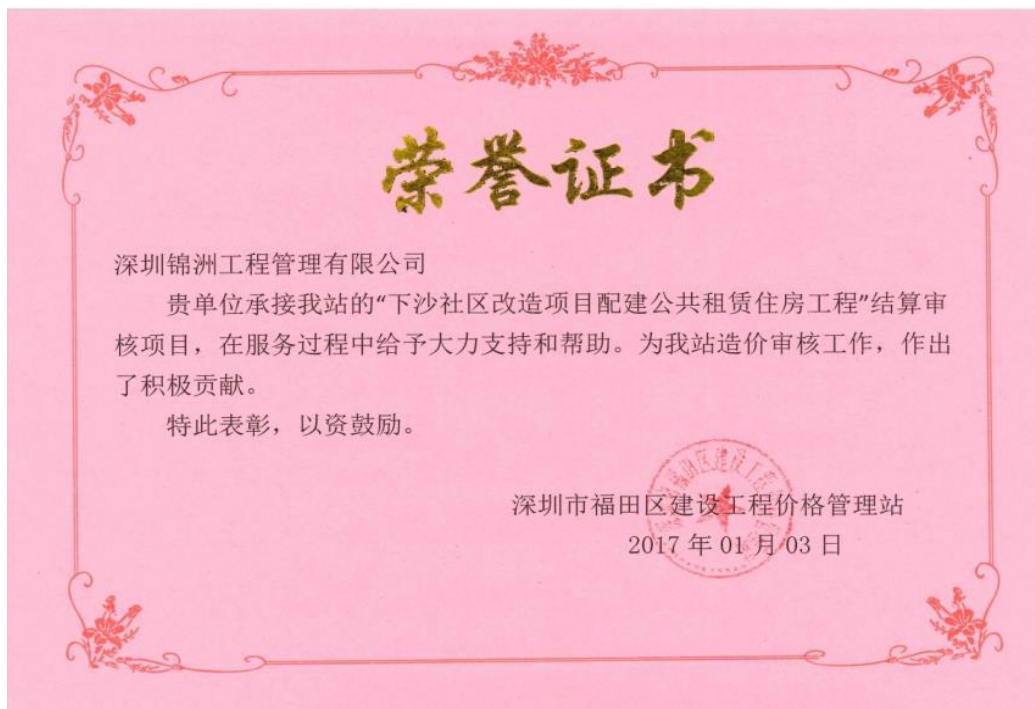 荣誉证书
深圳锦洲工程管理有限公司
贵单位承接我站的“下沙社区改造项目配建公共租赁住房工程”结算审
核项目，在服务过程中给予大力支持和帮助。为我站造价审核工作，作出
了积极贡献。
特此表彰，以资鼓励。
深圳市福田区建设工程价格管理站
2017 年 01 月 03 日